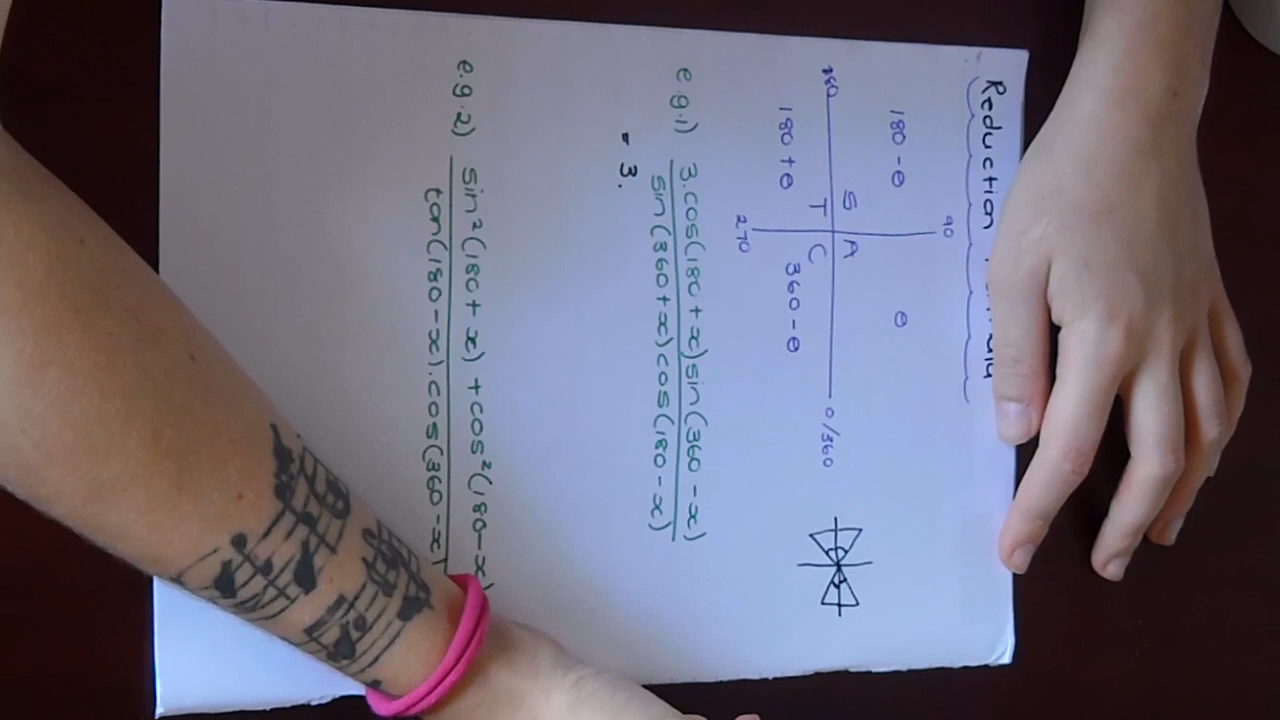 Reduction
90
180 - θ
θ
S A
180
0/360
T C
180 + θ
360 - θ
270
e.g.1) 3.cos(180 + x)sin(360 - x)
sin(360 + x)cos(180 - x)
= 3.
e.g.2) sin²(180 + x) + cos²(180 - x)
tan(180 - x).cos(360 - x